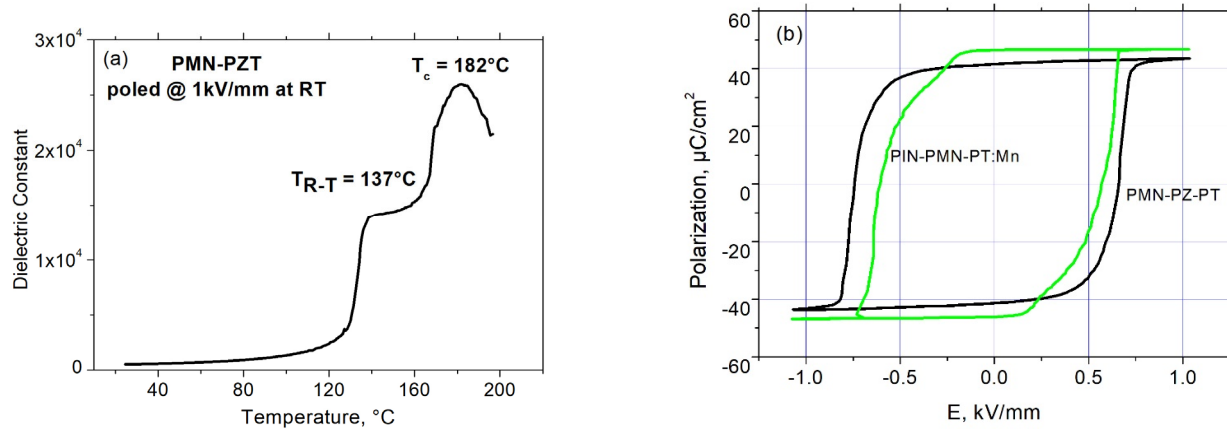 (a)
PMN-PZT
poled @ 1kV/mm at RT
T_c = 182°C
T_R-T = 137°C
3x10⁴
2x10⁴
1x10⁴
0
Dielectric Constant
40 80 120 160 200
Temperature, °C
(b)
60
40
20
0
-20
-40
-60
Polarization, µC/cm²
PIN-PMN-PT:Mn
PMN-PZ-PT
-1.0 -0.5 0.0 0.5 1.0
E, kV/mm